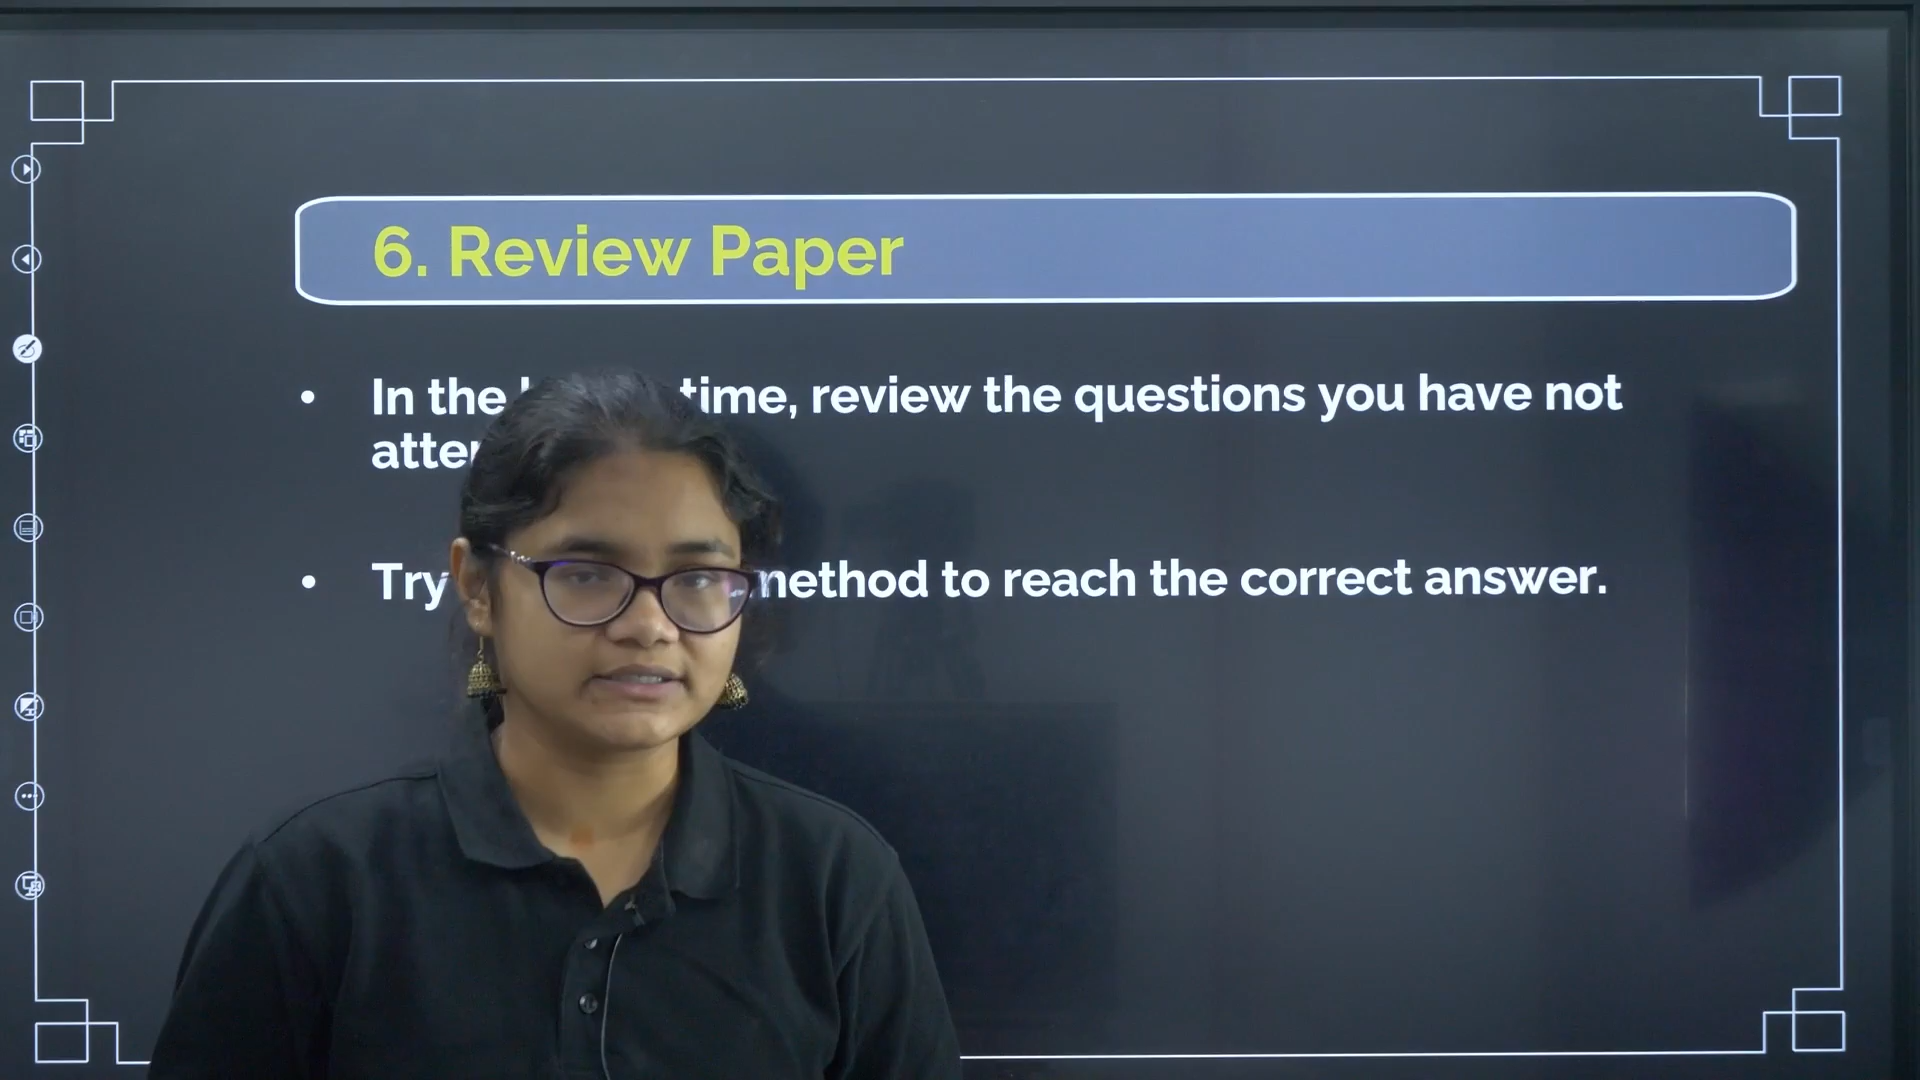 6. Review Paper
In the time, review the questions you have not
Try method to reach the correct answer.